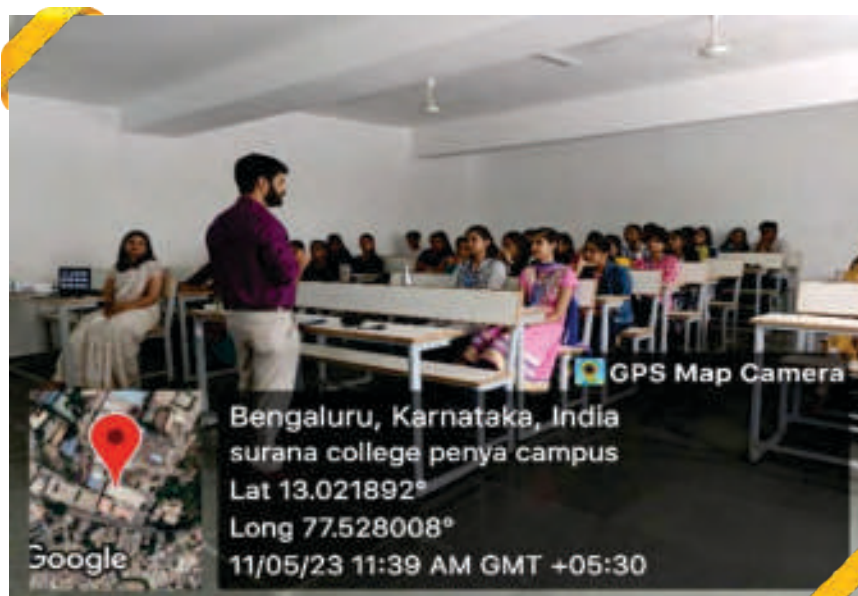 GPS Map Camera
Bengaluru, Karnataka, India
surana college penya campus
Lat 13.021892°
Long 77.528008°
11/05/23 11:39 AM GMT +05:30
Google